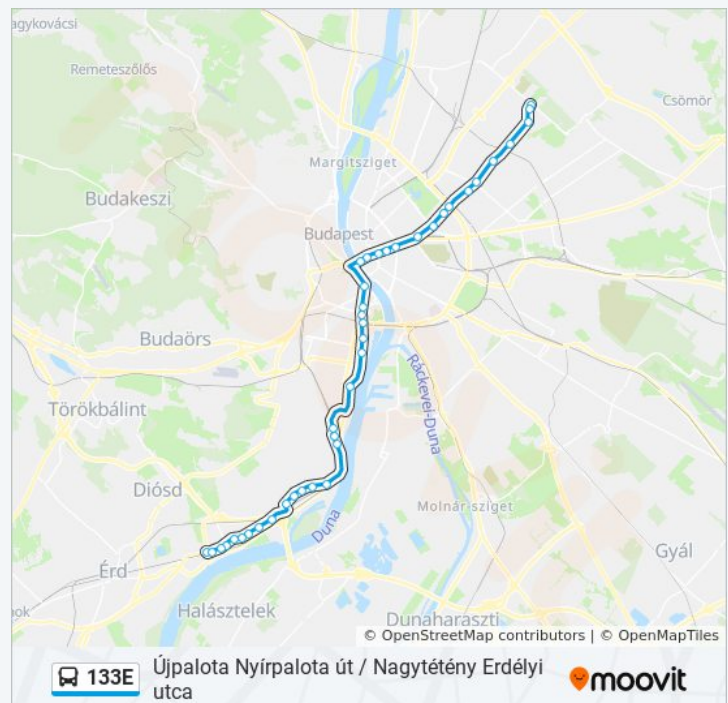 agykovácsi
Remeteszőlős
Csömör
Margitsziget
Budakeszi
Budapest
Budaörs
Ráckevei-Duna
Törökbálint
Diósd
Molnár sziget
Duna
Gyál
Érd
Halásztelek
Dunaharaszti
© OpenStreetMap contributors | © OpenMapTiles
133E
Újpalota Nyírpalota út / Nagytétény Erdélyi
utca
moovit